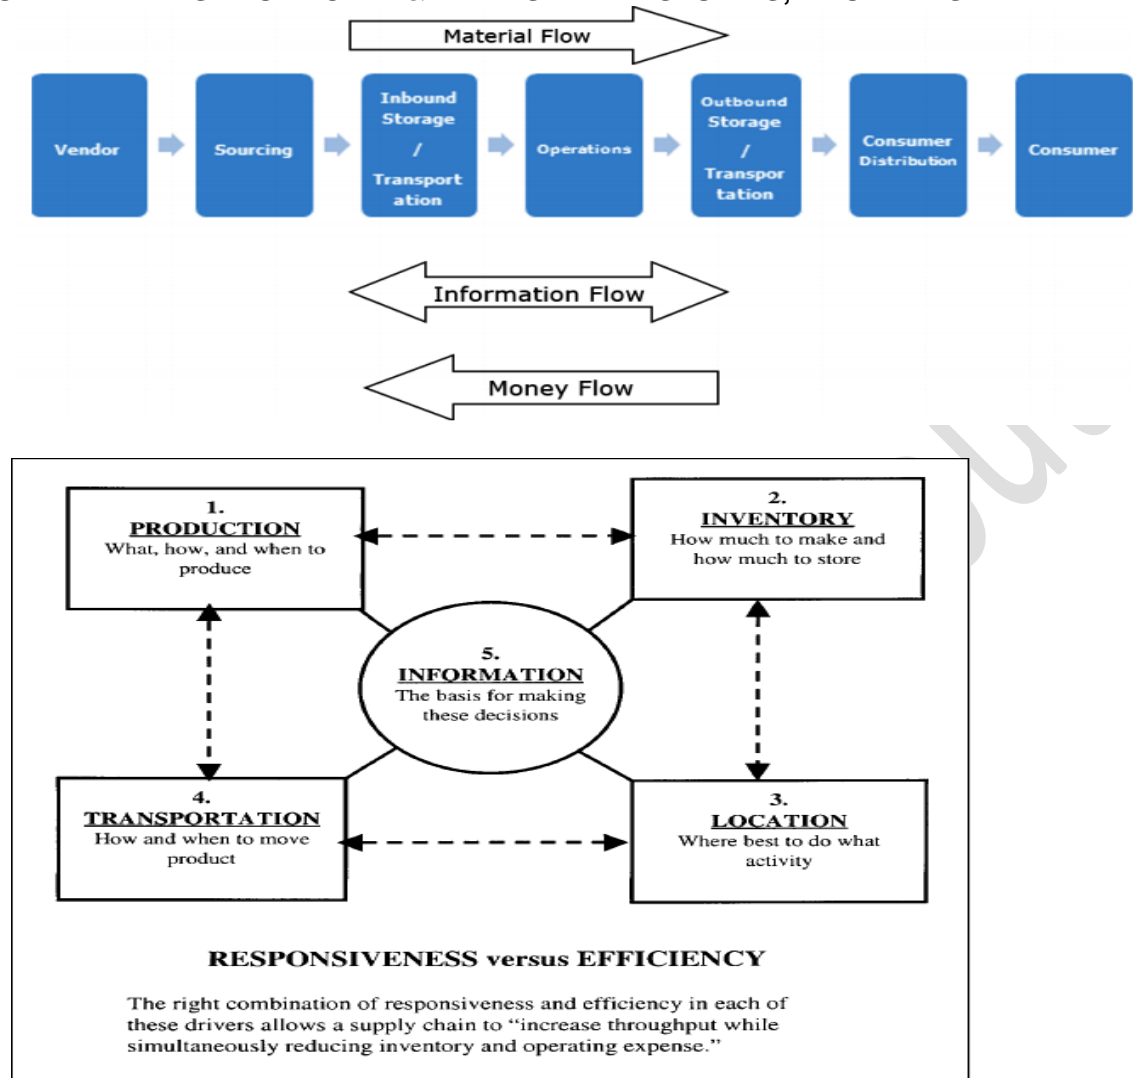 Material Flow
Vendor
Sourcing
Inbound
Storage
/
Transport
ation
Operations
Outbound
Storage
/
Transpor
tation
Consumer
Distribution
Consumer
Information Flow
Money Flow
1.
PRODUCTION
What, how, and when to
produce
2.
INVENTORY
How much to make and
how much to store
5.
INFORMATION
The basis for making
these decisions
4.
TRANSPORTATION
How and when to move
product
3.
LOCATION
Where best to do what
activity
RESPONSIVENESS versus EFFICIENCY
The right combination of responsiveness and efficiency in each of
these drivers allows a supply chain to “increase throughput while
simultaneously reducing inventory and operating expense.”